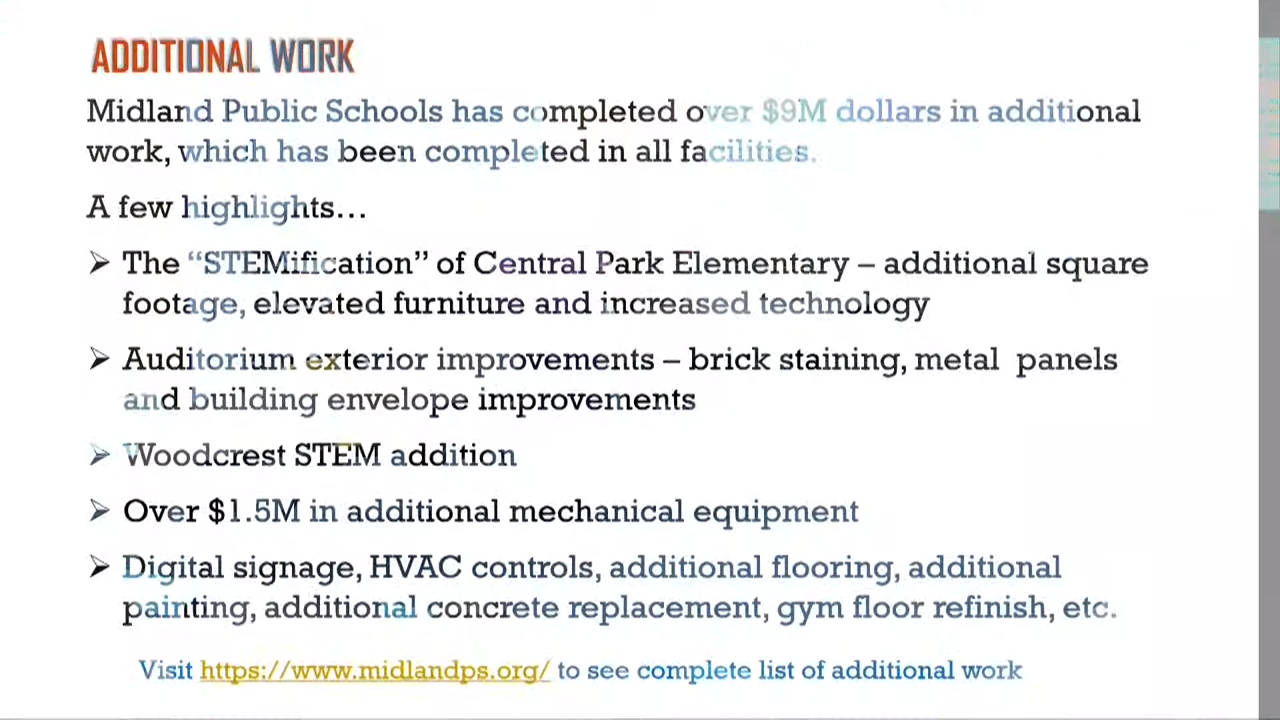 ADDITIONAL WORK
Midland Public Schools has completed over $9M dollars in additional
work, which has been completed in all facilities.
A few highlights…
➢ The “STEMification” of Central Park Elementary – additional square
footage, elevated furniture and increased technology
➢ Auditorium exterior improvements – brick staining, metal panels
and building envelope improvements
➢ Woodcrest STEM addition
➢ Over $1.5M in additional mechanical equipment
➢ Digital signage, HVAC controls, additional flooring, additional
painting, additional concrete replacement, gym floor refinish, etc.
Visit https://www.midlandps.org/ to see complete list of additional work